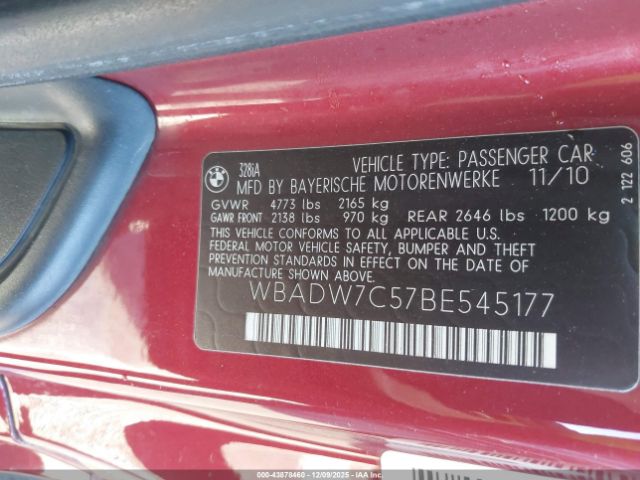 BMW
328iA VEHICLE TYPE: PASSENGER CAR
MFD BY BAYERISCHE MOTORENWERKE 11/10
GVWR 4773 lbs 2165 kg
GAWR FRONT 2138 lbs 970 kg REAR 2646 lbs 1200 kg
THIS VEHICLE CONFORMS TO ALL APPLICABLE U.S.
FEDERAL MOTOR VEHICLE SAFETY, BUMPER AND THEFT
PREVENTION STANDARDS IN EFFECT ON THE DATE OF
MANUFACTURE SHOWN ABOVE.
WBADW7C57BE545177
2 122 606
000-43878460 - 12/09/2025 - IAAI.COM